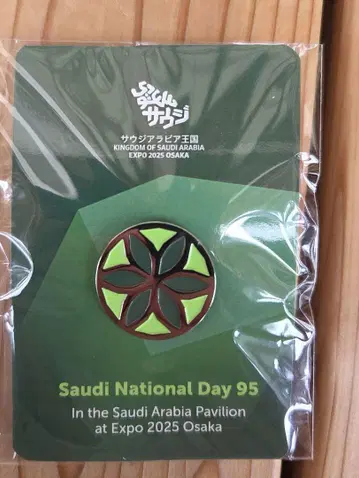 サウジ
サウジアラビア王国
KINGDOM OF SAUDI ARABIA
EXPO 2025 OSAKA
Saudi National Day 95
In the Saudi Arabia Pavilion
at Expo 2025 Osaka